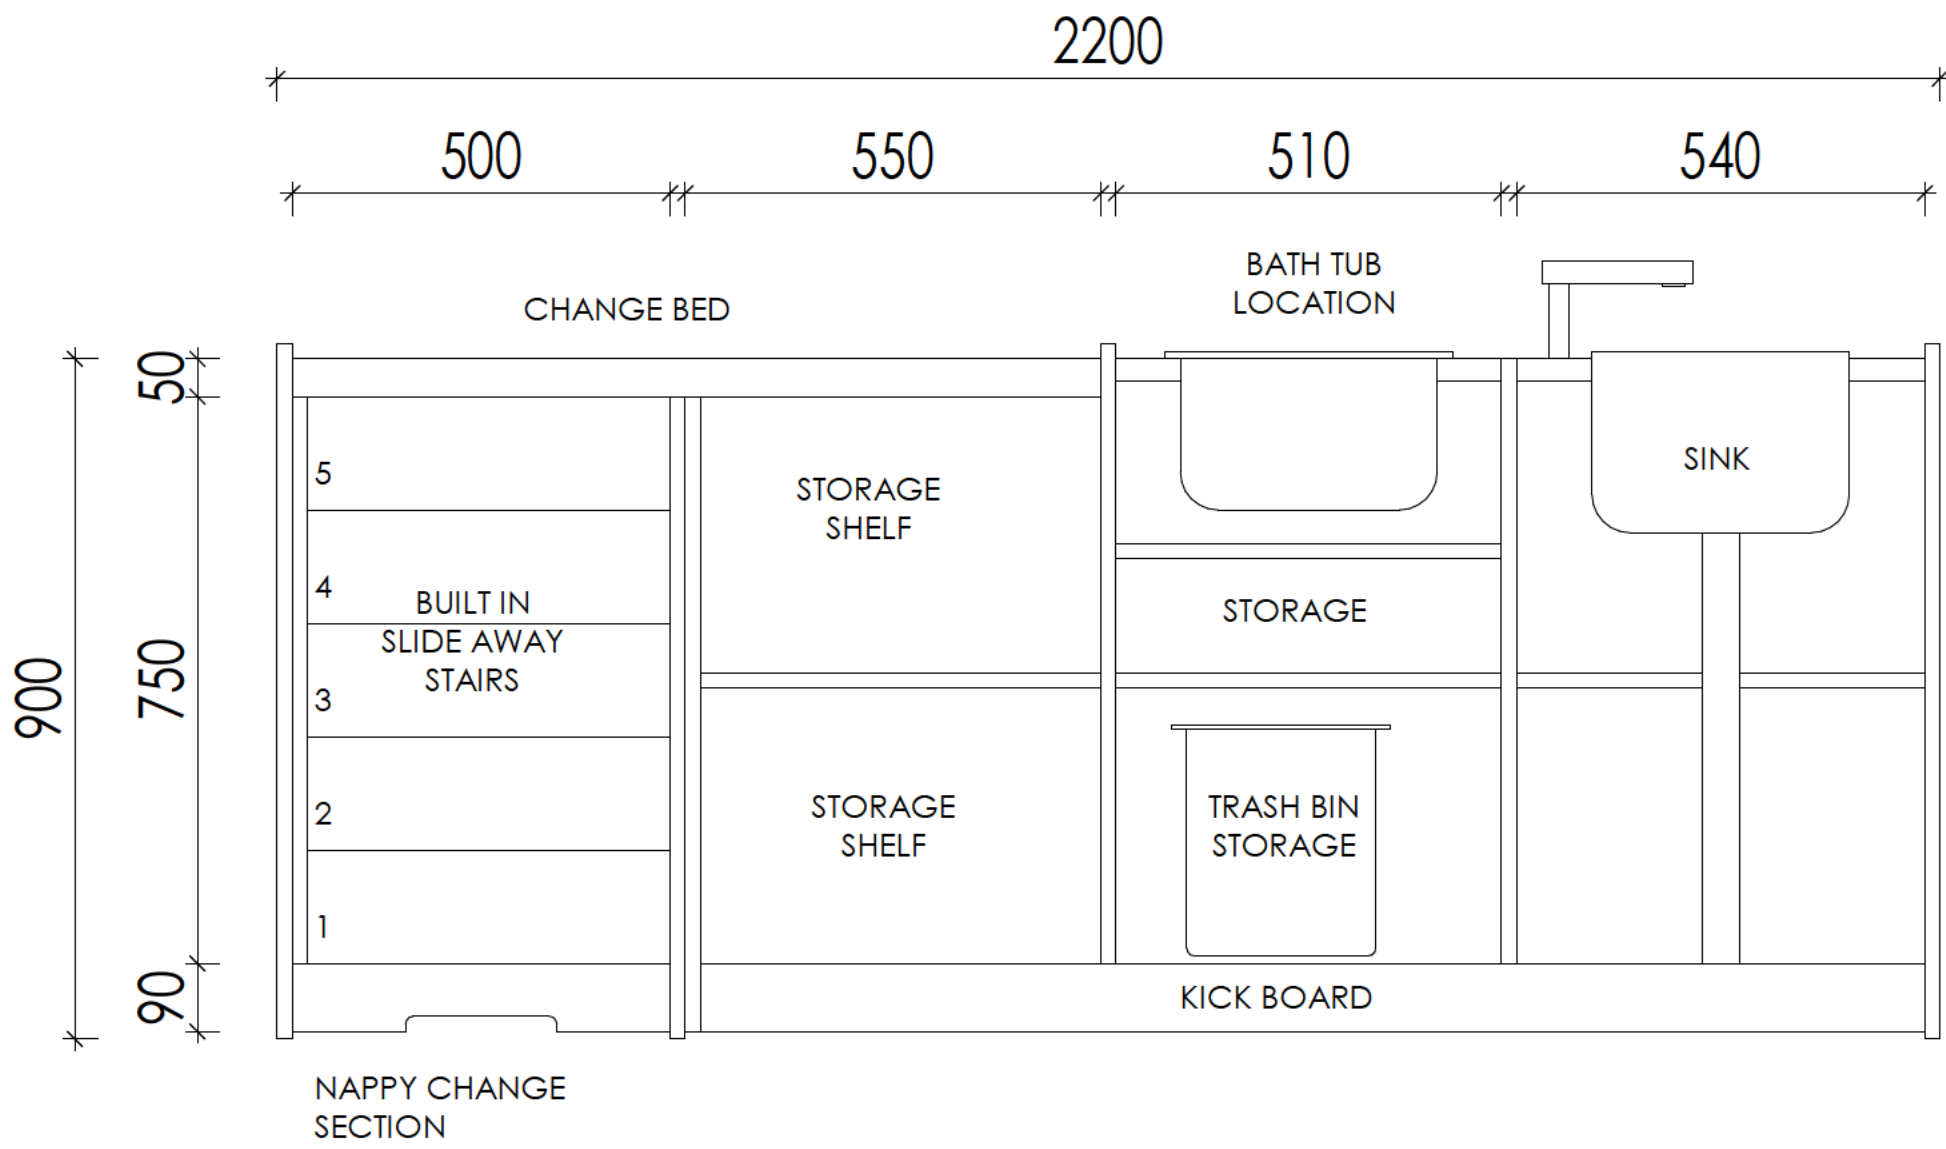 2200
500
550
510
540
BATH TUB
LOCATION
CHANGE BED
50
750
90
900
5
4
3
2
1
BUILT IN
SLIDE AWAY
STAIRS
STORAGE
SHELF
STORAGE
SHELF
STORAGE
TRASH BIN
STORAGE
SINK
KICK BOARD
NAPPY CHANGE
SECTION